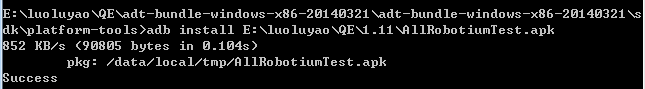 E:\luoluyao\QE\adt-bundle-windows-x86-20140321\adt-bundle-windows-x86-20140321\s
dk\platform-tools>adb install E:\luoluyao\QE\1.11\AllRobotiumTest.apk
852 KB/s (90805 bytes in 0.104s)
        pkg: /data/local/tmp/AllRobotiumTest.apk
Success